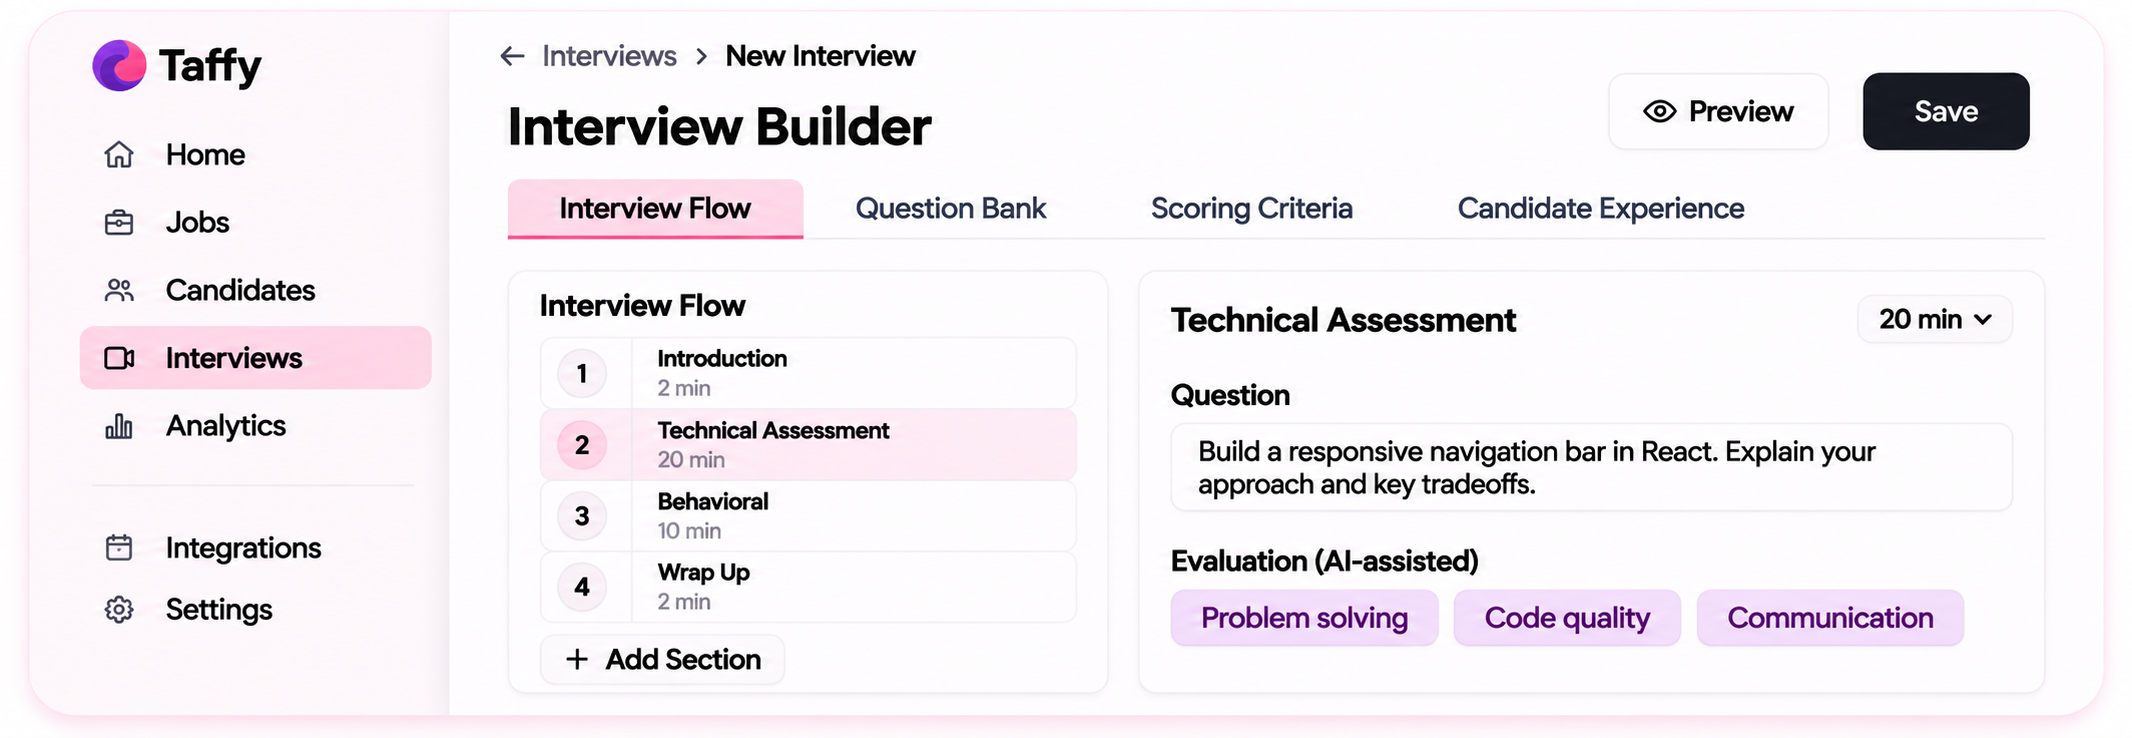 Taffy
Home
Jobs
Candidates
Interviews
Analytics
Integrations
Settings
Interviews > New Interview
Interview Builder
Preview
Save
Interview Flow
Question Bank
Scoring Criteria
Candidate Experience
Interview Flow
1
Introduction
2 min
2
Technical Assessment
20 min
3
Behavioral
10 min
4
Wrap Up
2 min
+ Add Section
Technical Assessment
20 min
Question
Build a responsive navigation bar in React. Explain your
approach and key tradeoffs.
Evaluation (AI-assisted)
Problem solving
Code quality
Communication